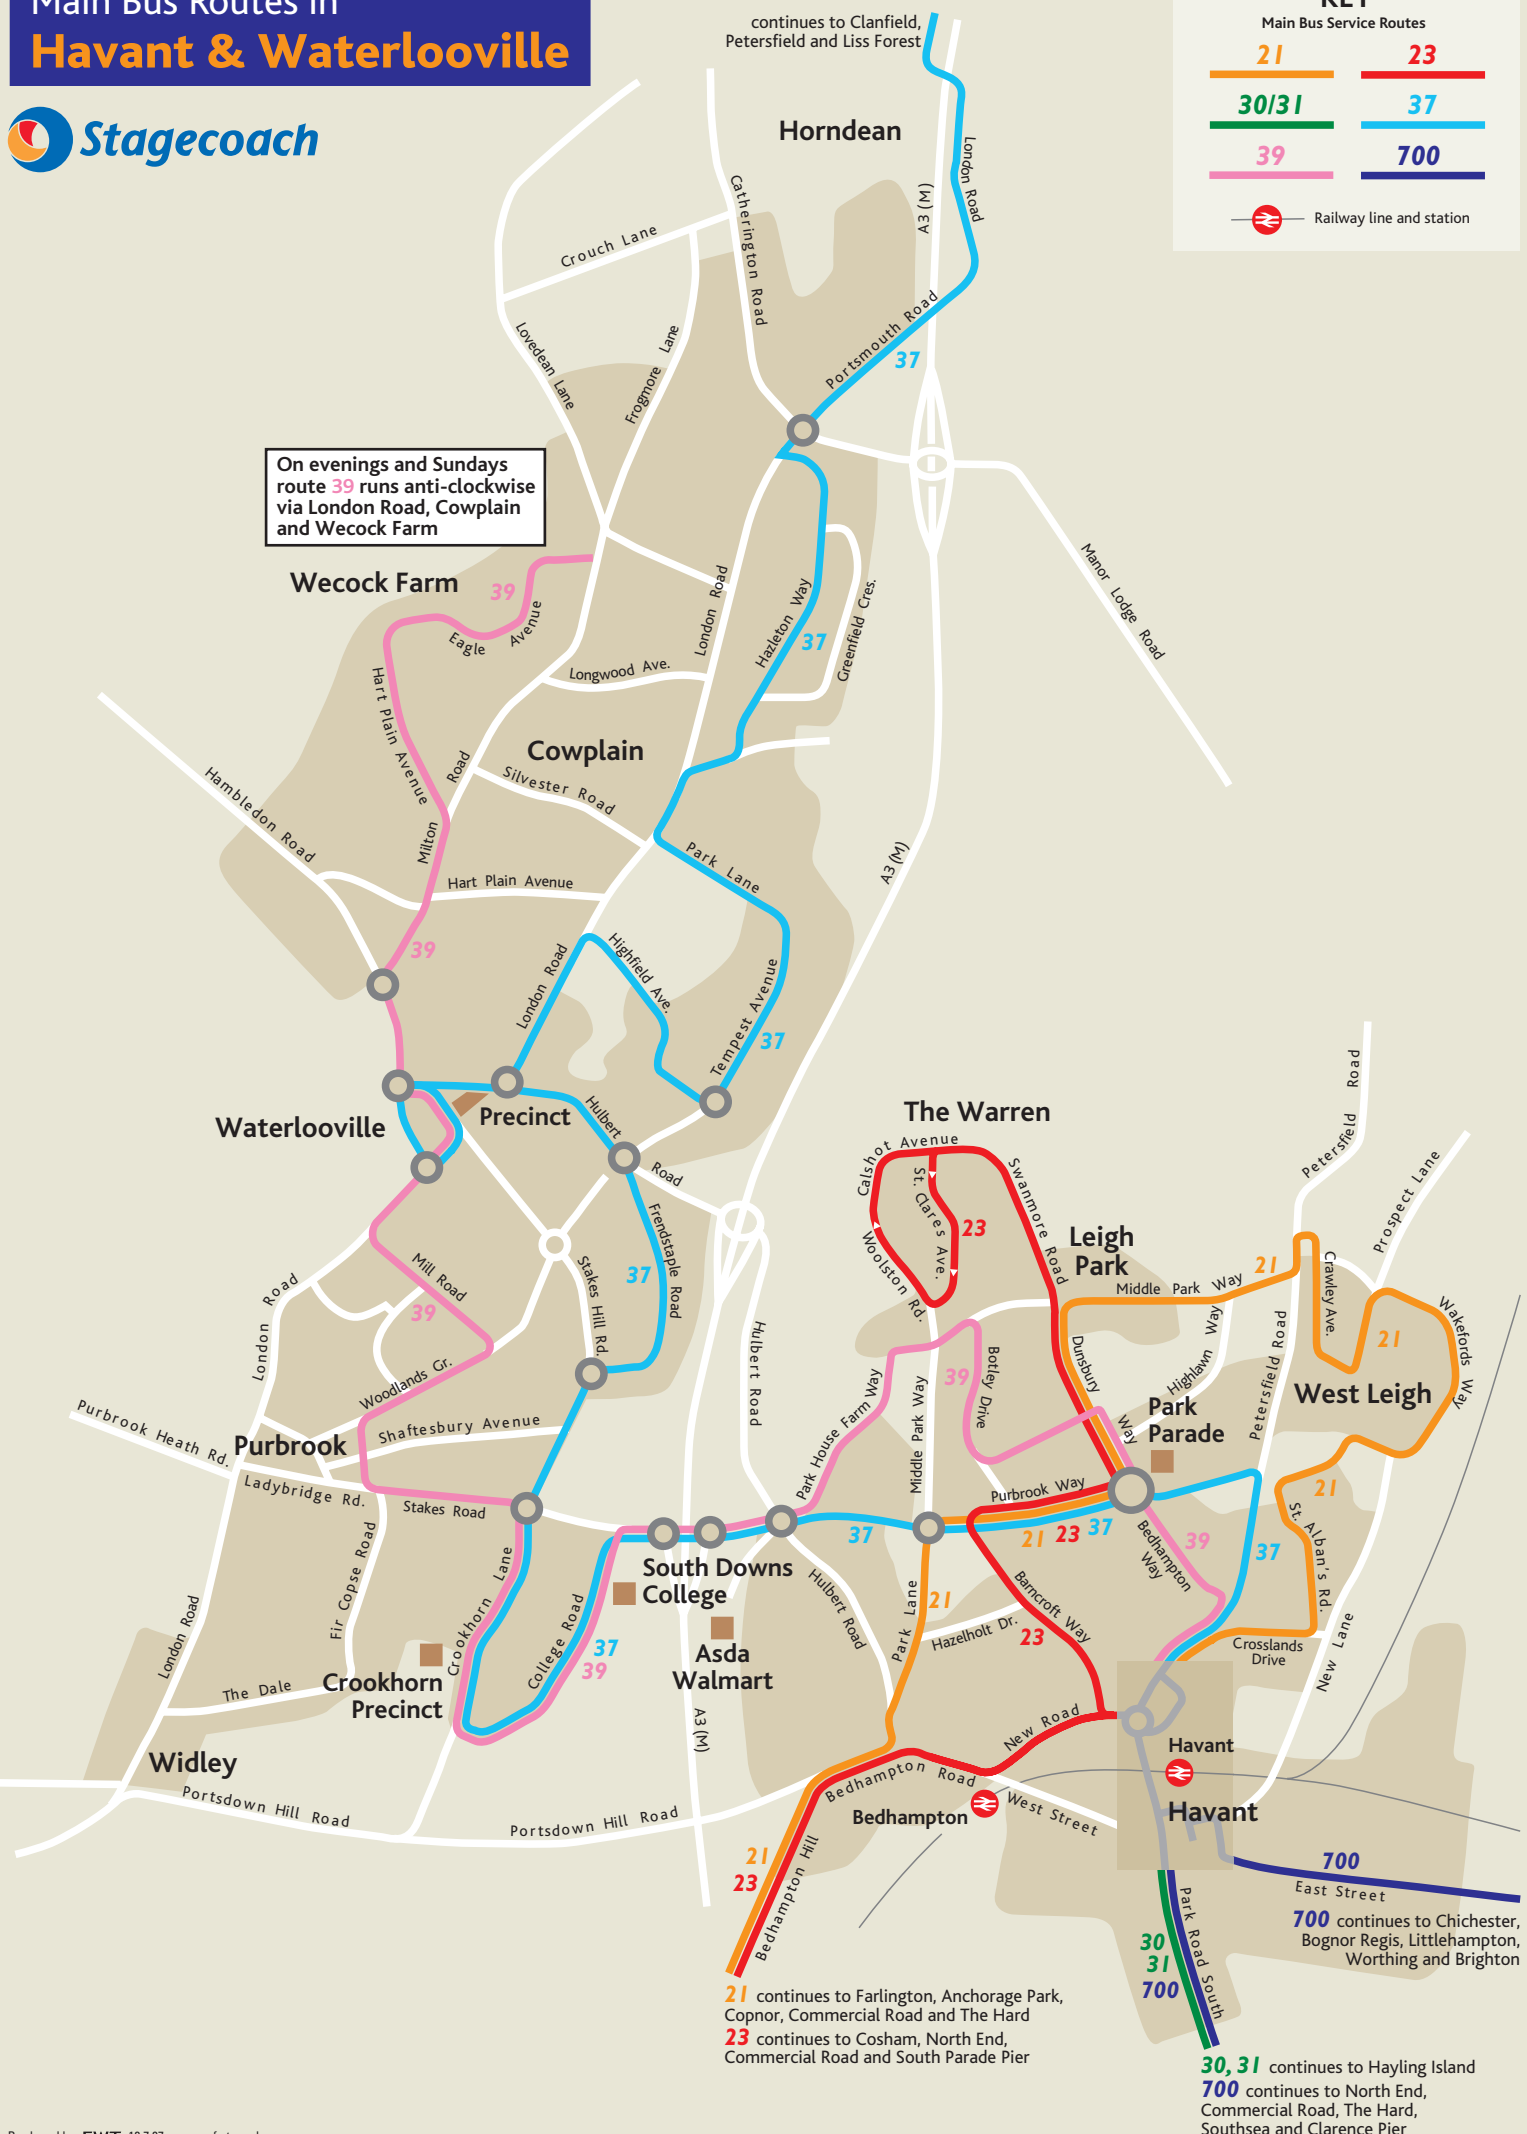 Main Bus Routes in
Havant & Waterlooville
Stagecoach
continues to Clanfield,
Petersfield and Liss Forest
KEY
Main Bus Service Routes
21
23
30/31
37
39
700
Railway line and station
Horndean
London Road
A3 (M)
Catherington Road
Crouch Lane
Lovedean Lane
Frogmore Lane
Portsmouth Road
37
On evenings and Sundays
route 39 runs anti-clockwise
via London Road, Cowplain
and Wecock Farm
Wecock Farm
39
Eagle Avenue
Hart Plain Avenue
London Road
Hazleton Way
37
Greenfield Cres.
Manor Lodge Road
Longwood Ave.
Cowplain
Milton Road
Silvester Road
Hambledon Road
Hart Plain Avenue
Park Lane
A3 (M)
39
London Road
Highfield Ave.
Tempest Avenue
37
Waterlooville
Precinct
Hulbert Road
Frendstaple Road
37
Stakes Hill Rd.
Mill Road
39
London Road
Woodlands Gr.
Purbrook Heath Rd.
Purbrook
Shaftesbury Avenue
Ladybridge Rd.
Stakes Road
Hulbert Road
The Warren
Calshot Avenue
St. Clares Ave.
23
Woolston Rd.
Swanmore Road
Leigh
Park
Middle Park Way
21
Petersfield Road
Prospect Lane
Crawley Ave.
21
Wakefords Way
West Leigh
Petersfield Road
Highlawn Way
Dunsbury Way
Park
Parade
39
Botley Drive
Middle Park Way
Park House Farm Way
Purbrook Way
37
21
23
37
39
Bedhampton
Way
37
21
St. Alban's Rd.
Crosslands
Drive
New Lane
South Downs
College
Asda
Walmart
Hulbert Road
Park Lane
21
Hazelholt Dr.
Barncroft Way
23
Crookhorn Lane
College Road
37
39
Fir Copse Road
London Road
Crookhorn
Precinct
The Dale
Widley
Portsdown Hill Road
Portsdown Hill Road
A3 (M)
New Road
Bedhampton Road
West Street
Bedhampton
Havant
Havant
21
23
Bedhampton Hill
700
East Street
700 continues to Chichester,
Bognor Regis, Littlehampton,
Worthing and Brighton
30
31
700
Park Road South
21 continues to Farlington, Anchorage Park,
Copnor, Commercial Road and The Hard
23 continues to Cosham, North End,
Commercial Road and South Parade Pier
30, 31 continues to Hayling Island
700 continues to North End,
Commercial Road, The Hard,
Southsea and Clarence Pier